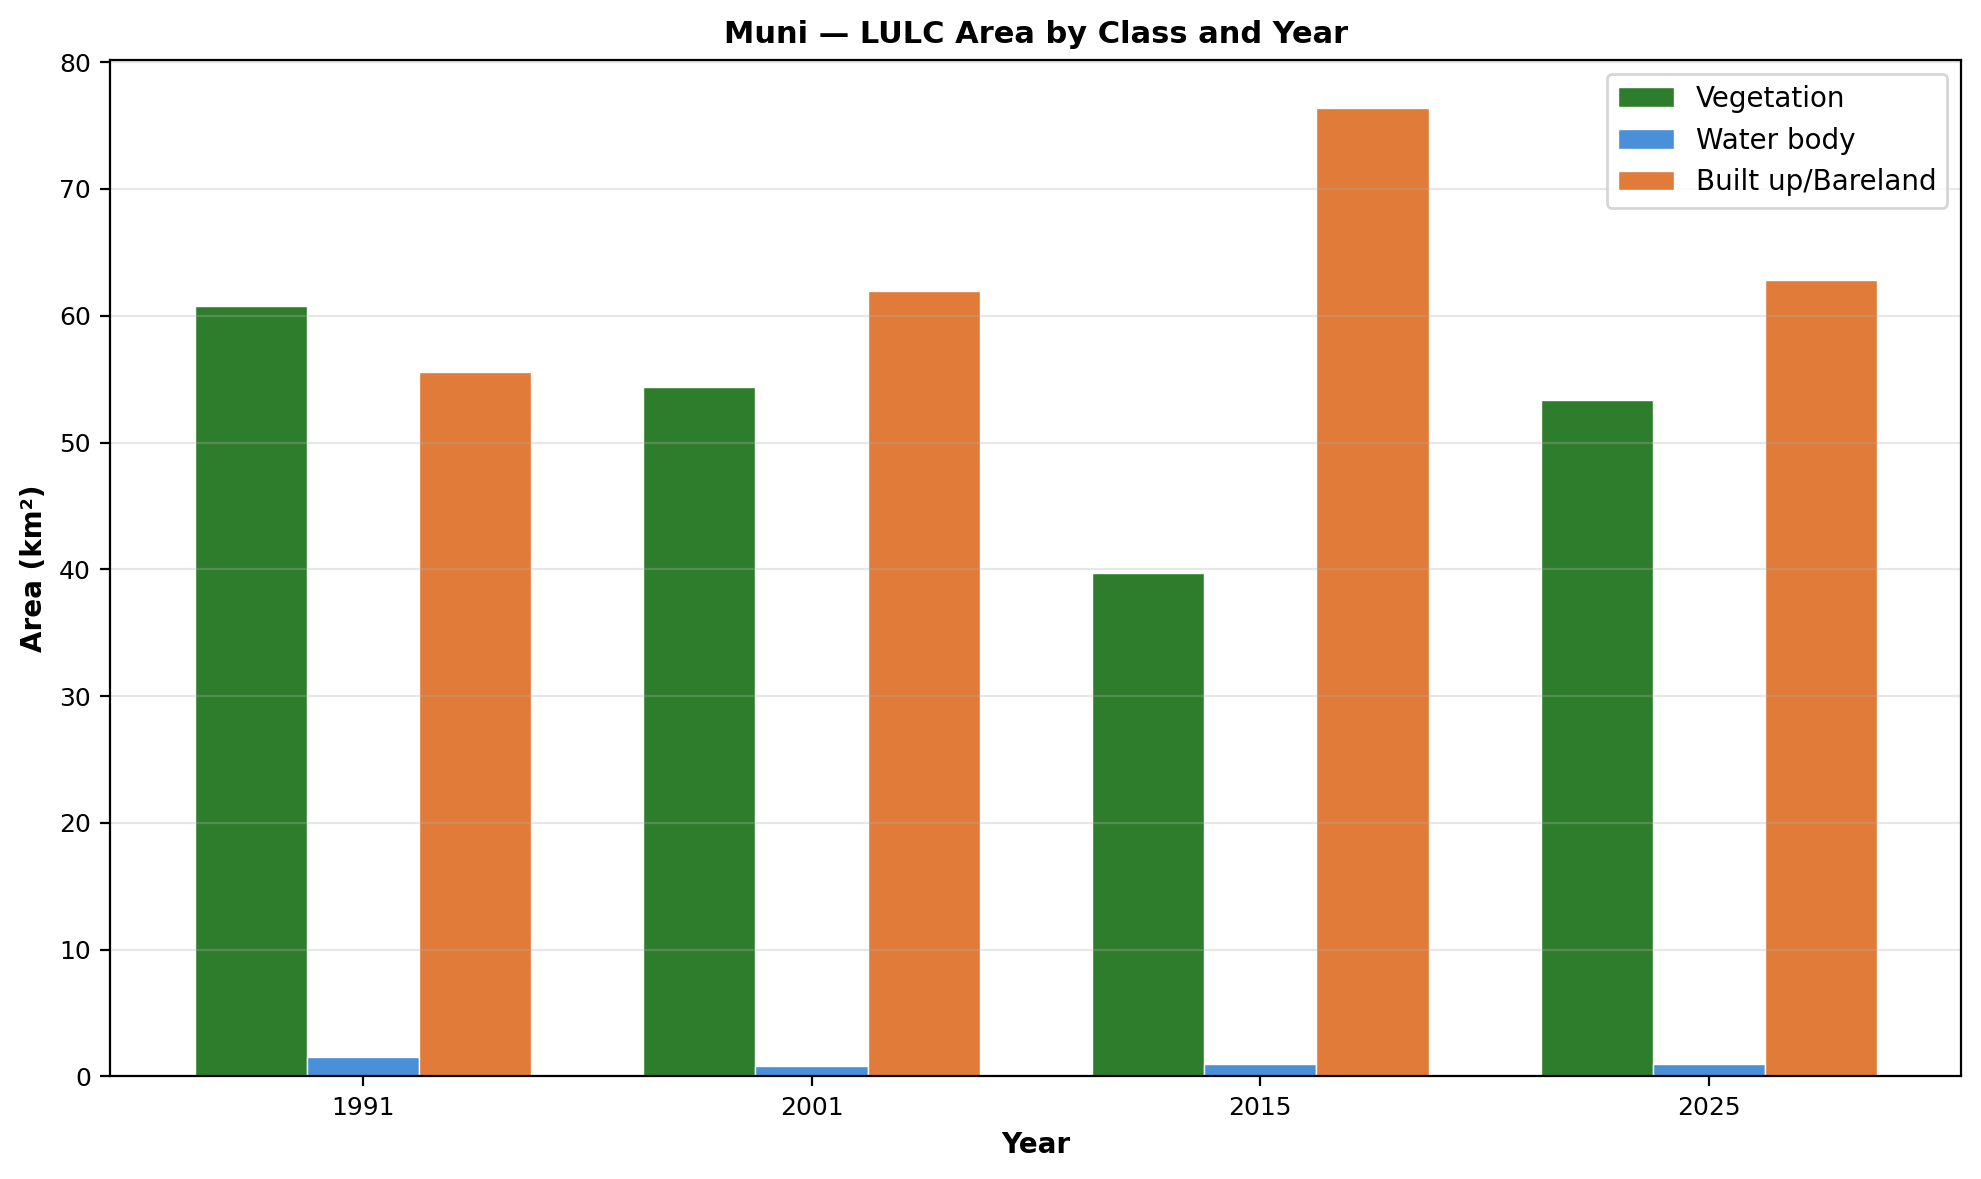 Muni — LULC Area by Class and Year
80
70
60
50
40
30
20
10
0
Area (km²)
Vegetation
Water body
Built up/Bareland
1991
2001
2015
2025
Year